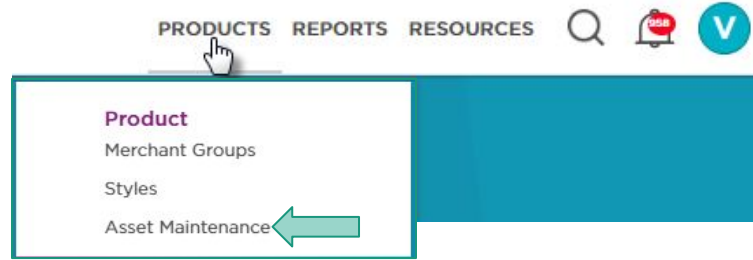 PRODUCTS REPORTS RESOURCES 958 V
Product
Merchant Groups
Styles
Asset Maintenance